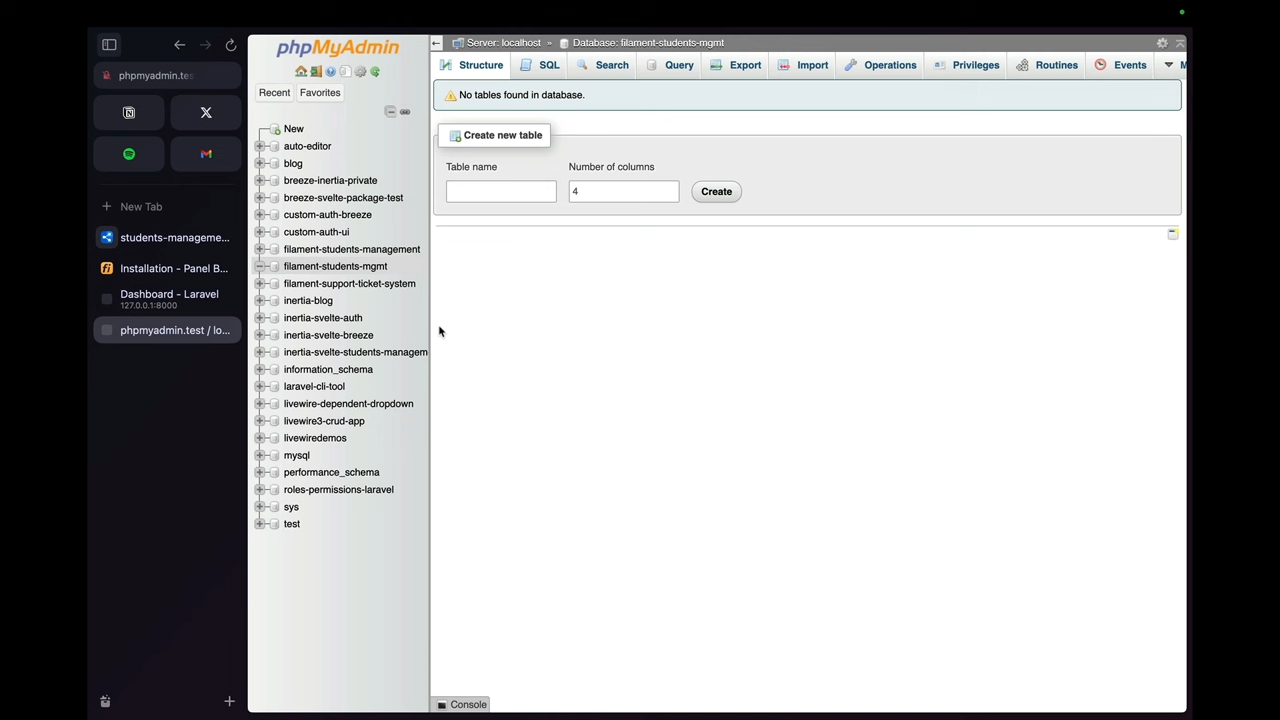 phpmyadmin.tes
New Tab
students-manageme...
Installation - Panel B...
Dashboard - Laravel
127.0.0.1:8000
phpmyadmin.test / lo...
phpMyAdmin
Recent
Favorites
New
auto-editor
blog
breeze-inertia-private
breeze-svelte-package-test
custom-auth-breeze
custom-auth-ui
filament-students-management
filament-students-mgmt
filament-support-ticket-system
inertia-blog
inertia-svelte-auth
inertia-svelte-breeze
inertia-svelte-students-managem
information_schema
laravel-cli-tool
livewire-dependent-dropdown
livewire3-crud-app
livewiredemos
mysql
performance_schema
roles-permissions-laravel
sys
test
Server: localhost » Database: filament-students-mgmt
Structure SQL Search Query Export Import Operations Privileges Routines Events M
No tables found in database.
Create new table
Table name Number of columns
4 Create
Console